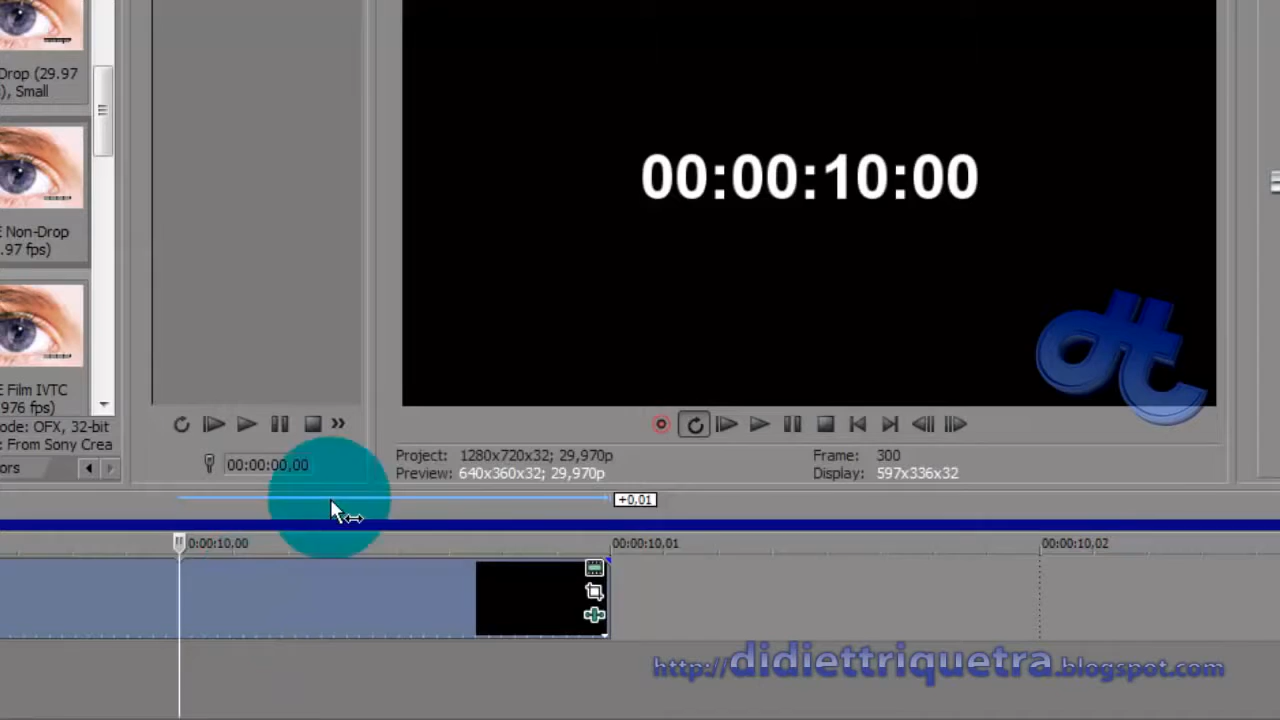 Drop (29.97
), Small
E Non-Drop
.97 fps)
E Film IVTC
976 fps)
ode: OFX, 32-bit
: From Sony Crea
ors
00:00:10:00
00:00:00,00
Project: 1280x720x32; 29,970p
Preview: 640x360x32; 29,970p
Frame: 300
Display: 597x336x32
+0,01
0:00:10,00
00:00:10,01
00:00:10,02
dt
http://didiettriquetra.blogspot.com